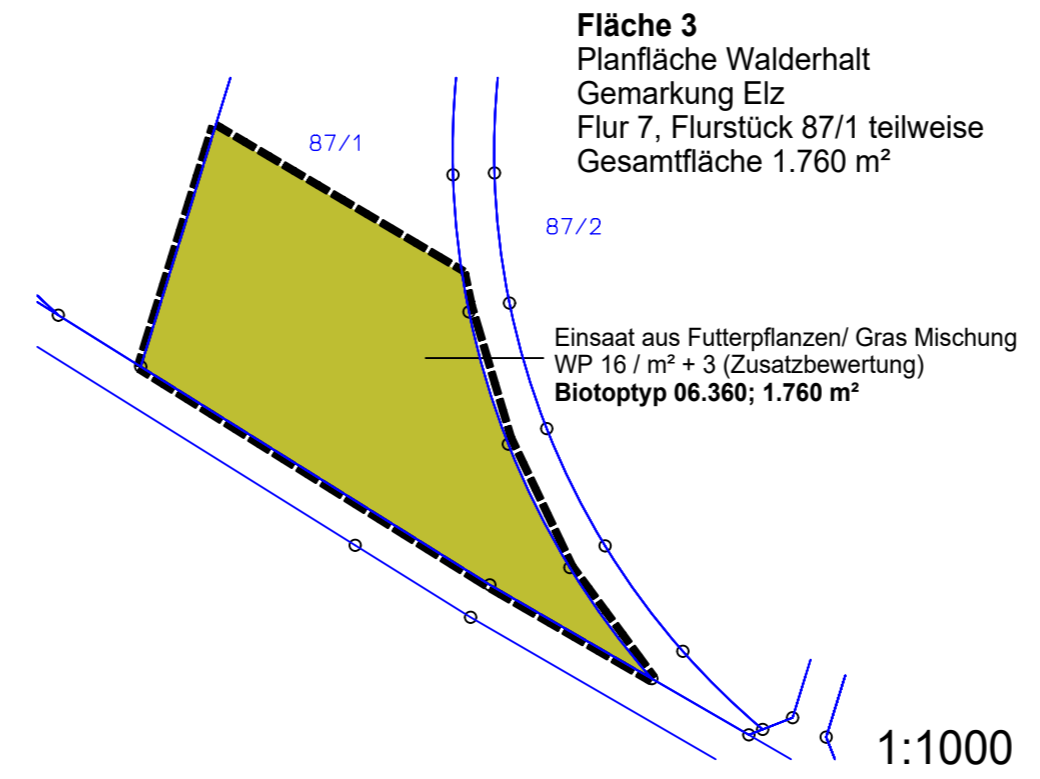 Fläche 3
Planfläche Walderhalt
Gemarkung Elz
Flur 7, Flurstück 87/1 teilweise
Gesamtfläche 1.760 m²
87/1
87/2
Einsaat aus Futterpflanzen/ Gras Mischung
WP 16 / m² + 3 (Zusatzbewertung)
Biotoptyp 06.360; 1.760 m²
1:1000